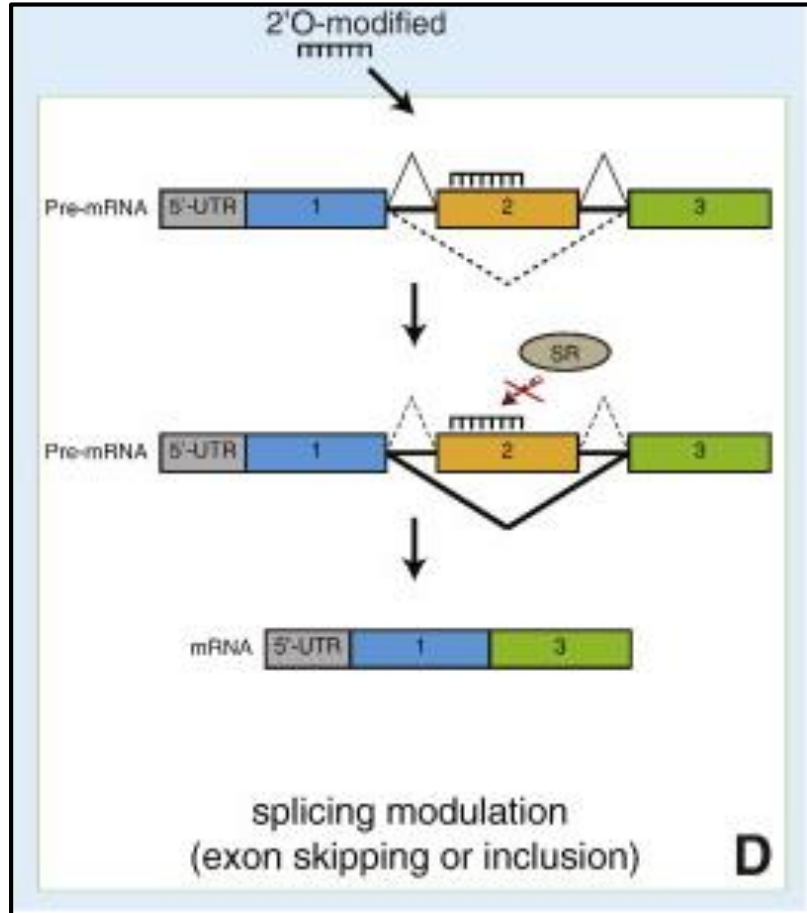 2'O-modified
Pre-mRNA 5'-UTR 1 2 3
SR
Pre-mRNA 5'-UTR 1 2 3
mRNA 5'-UTR 1 3
splicing modulation
(exon skipping or inclusion) D